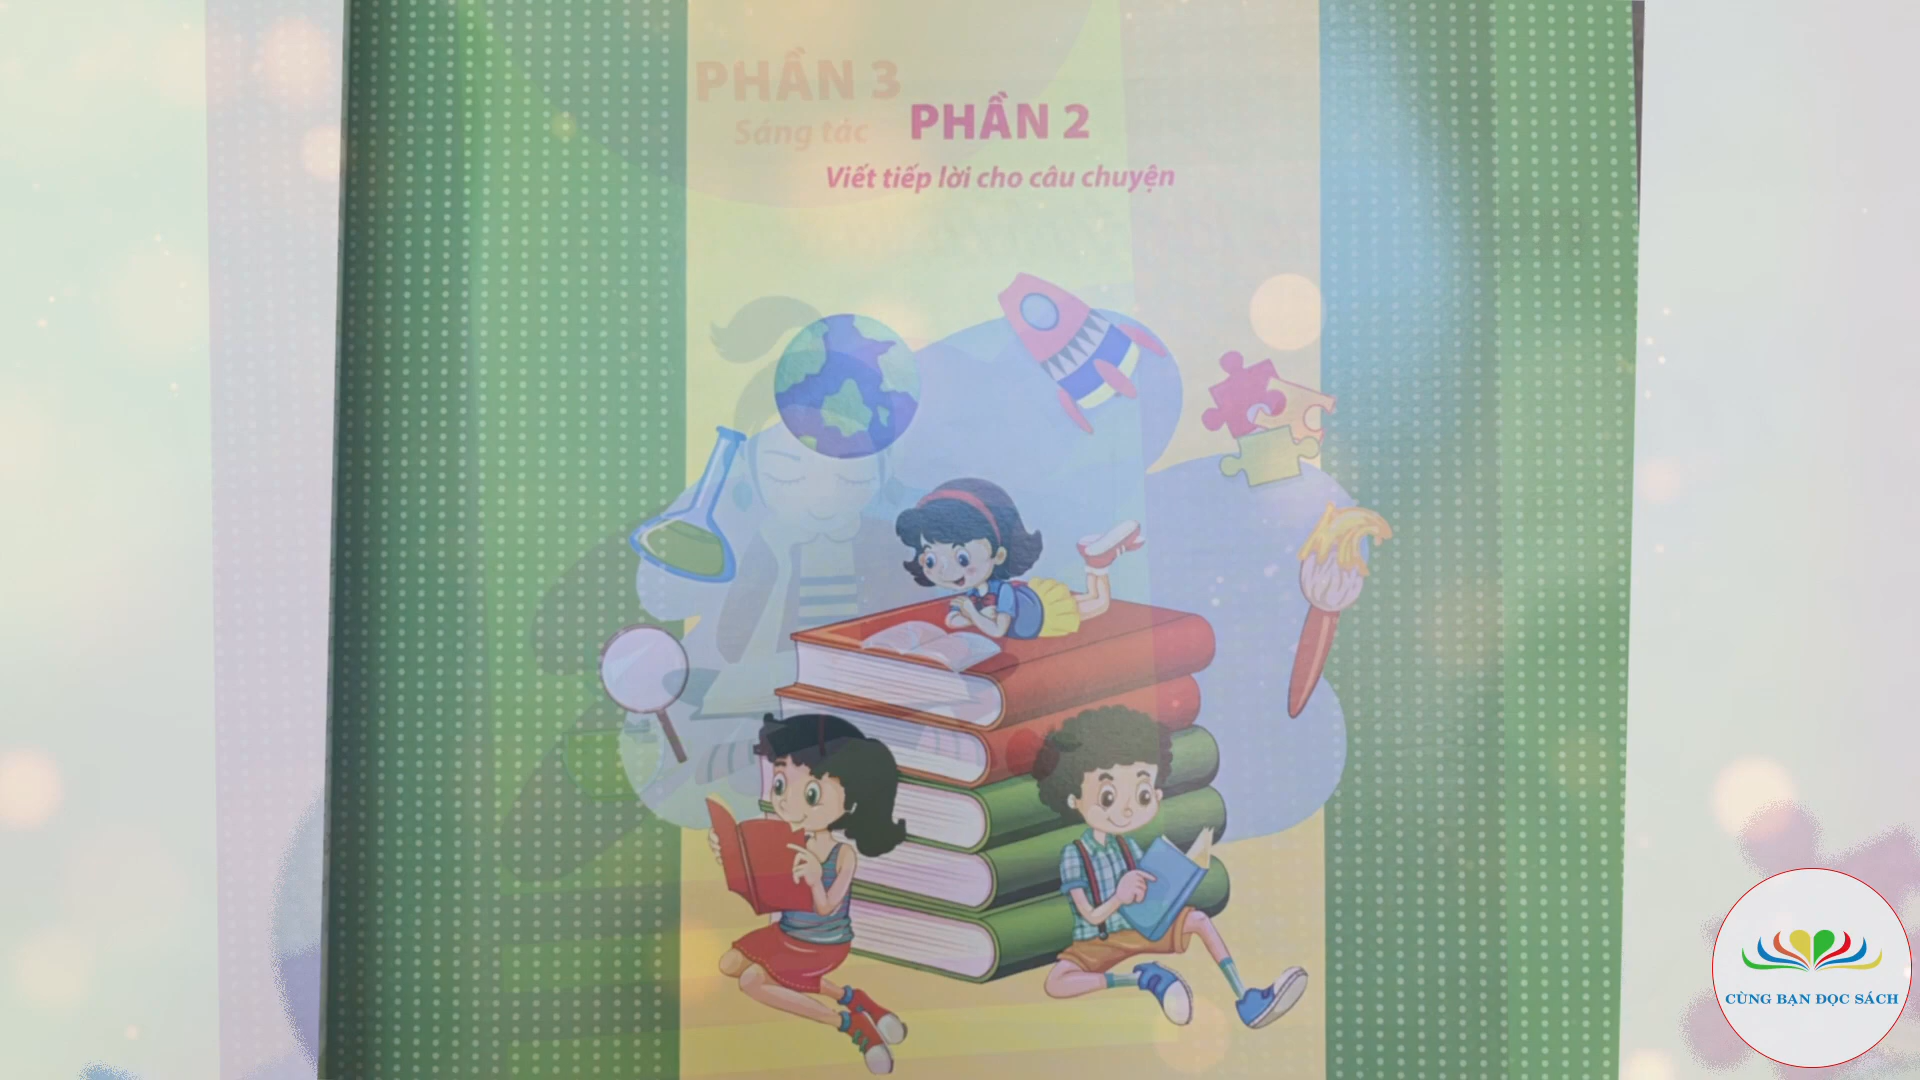 PHẦN 3
Sáng tác
PHẦN 2
Viết tiếp lời cho câu chuyện
CÙNG BẠN ĐỌC SÁCH